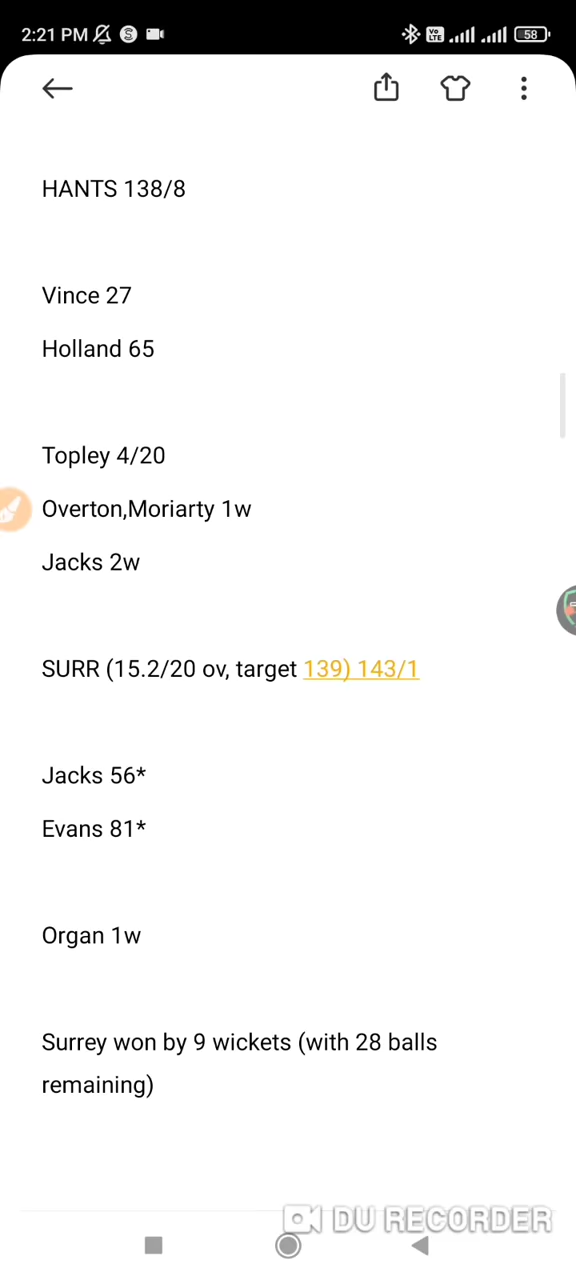 2:21 PM
Vo LTE
58
HANTS 138/8
Vince 27
Holland 65
Topley 4/20
Overton,Moriarty 1w
Jacks 2w
SURR (15.2/20 ov, target 139) 143/1
Jacks 56*
Evans 81*
Organ 1w
Surrey won by 9 wickets (with 28 balls
remaining)
DU RECORDER